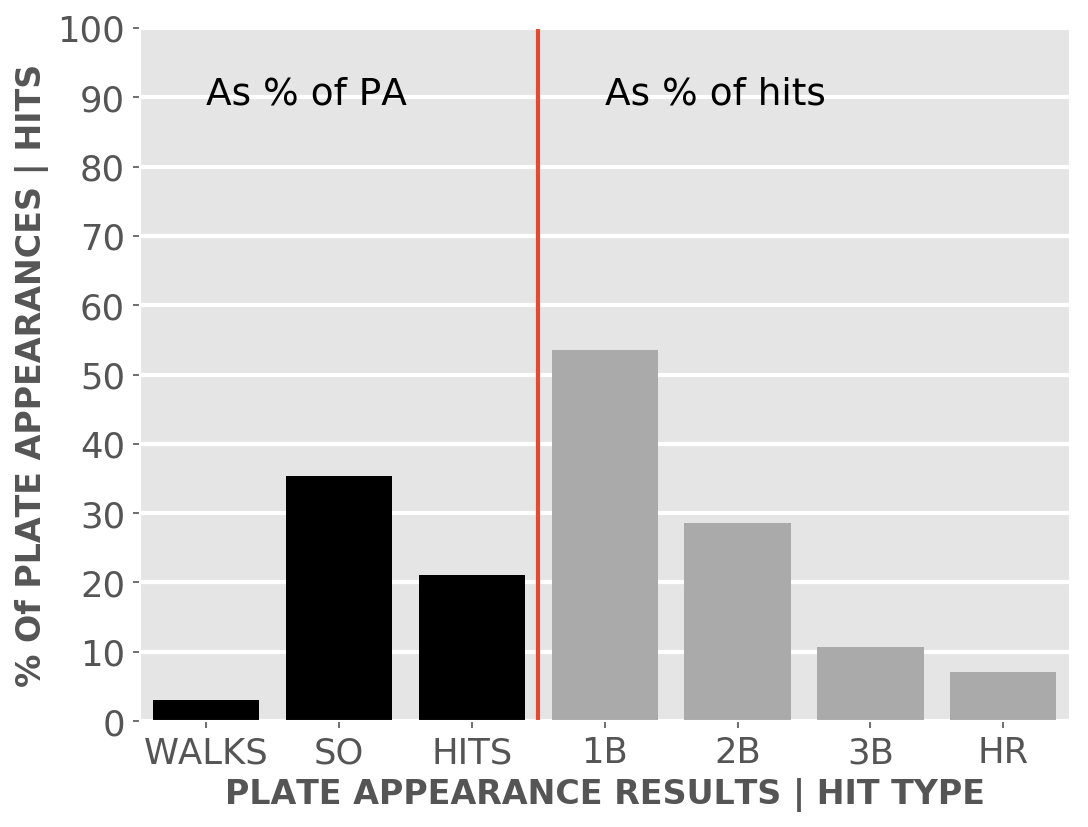 % Of PLATE APPEARANCES | HITS
100
90
80
70
60
50
40
30
20
10
0
As % of PA
As % of hits
WALKS SO HITS 1B 2B 3B HR
PLATE APPEARANCE RESULTS | HIT TYPE